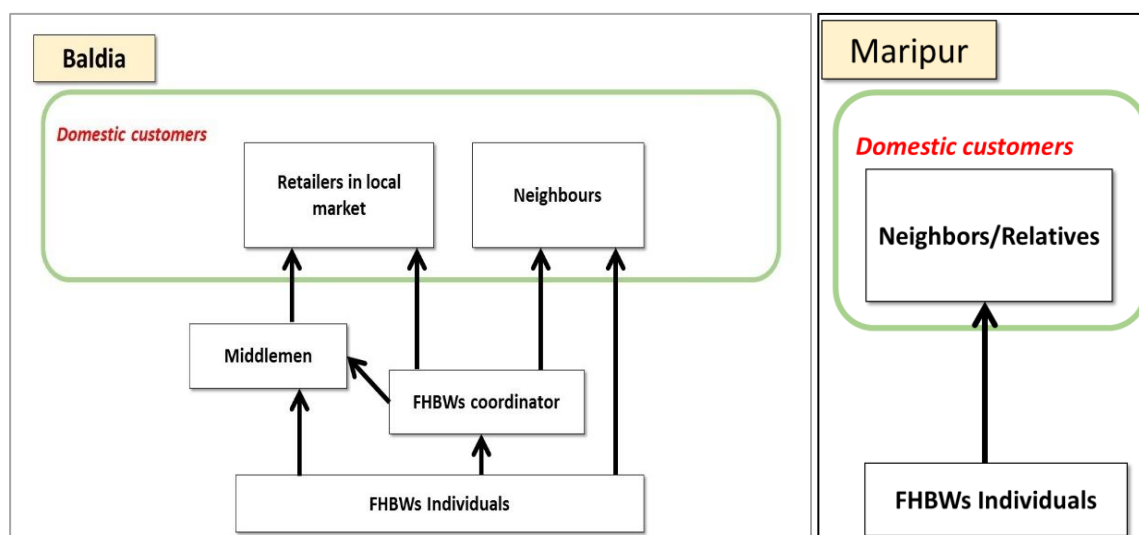 Baldia
Domestic customers
Retailers in local
market
Neighbours
Middlemen
FHBWs coordinator
FHBWs Individuals
Maripur
Domestic customers
Neighbors/Relatives
FHBWs Individuals